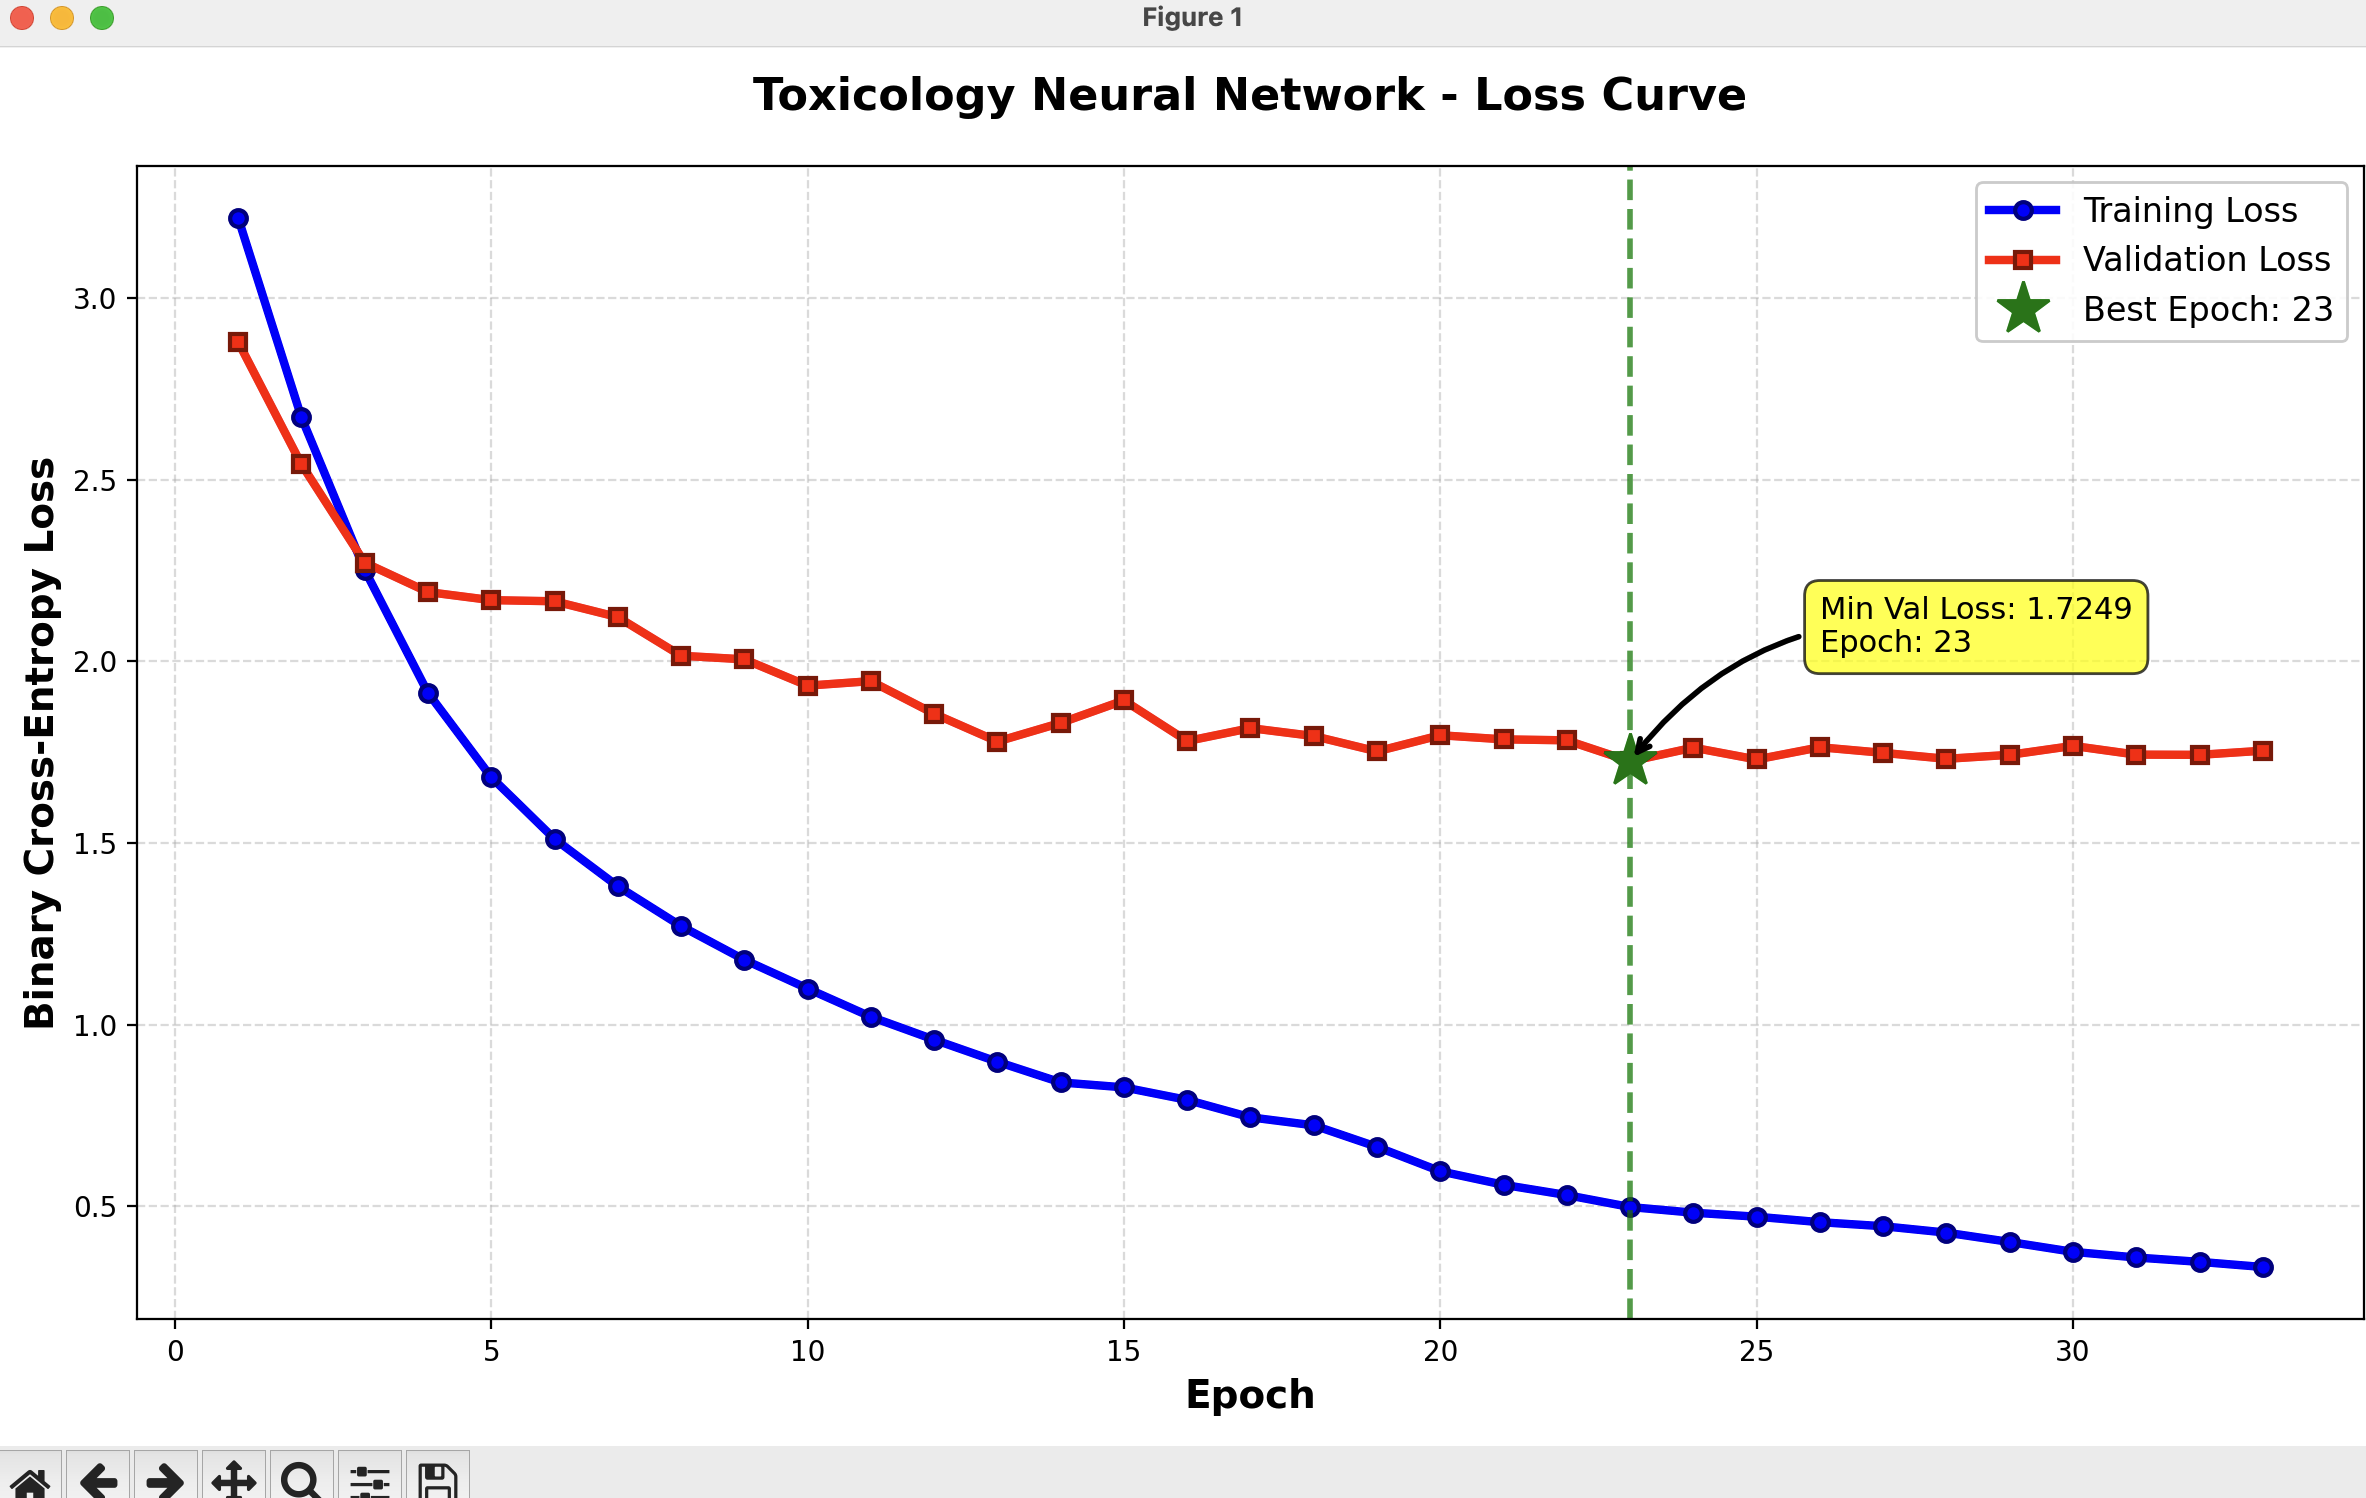 Figure 1
Toxicology Neural Network - Loss Curve
Training Loss
Validation Loss
Best Epoch: 23
Min Val Loss: 1.7249
Epoch: 23
Binary Cross-Entropy Loss
3.0
2.5
2.0
1.5
1.0
0.5
0 5 10 15 20 25 30
Epoch